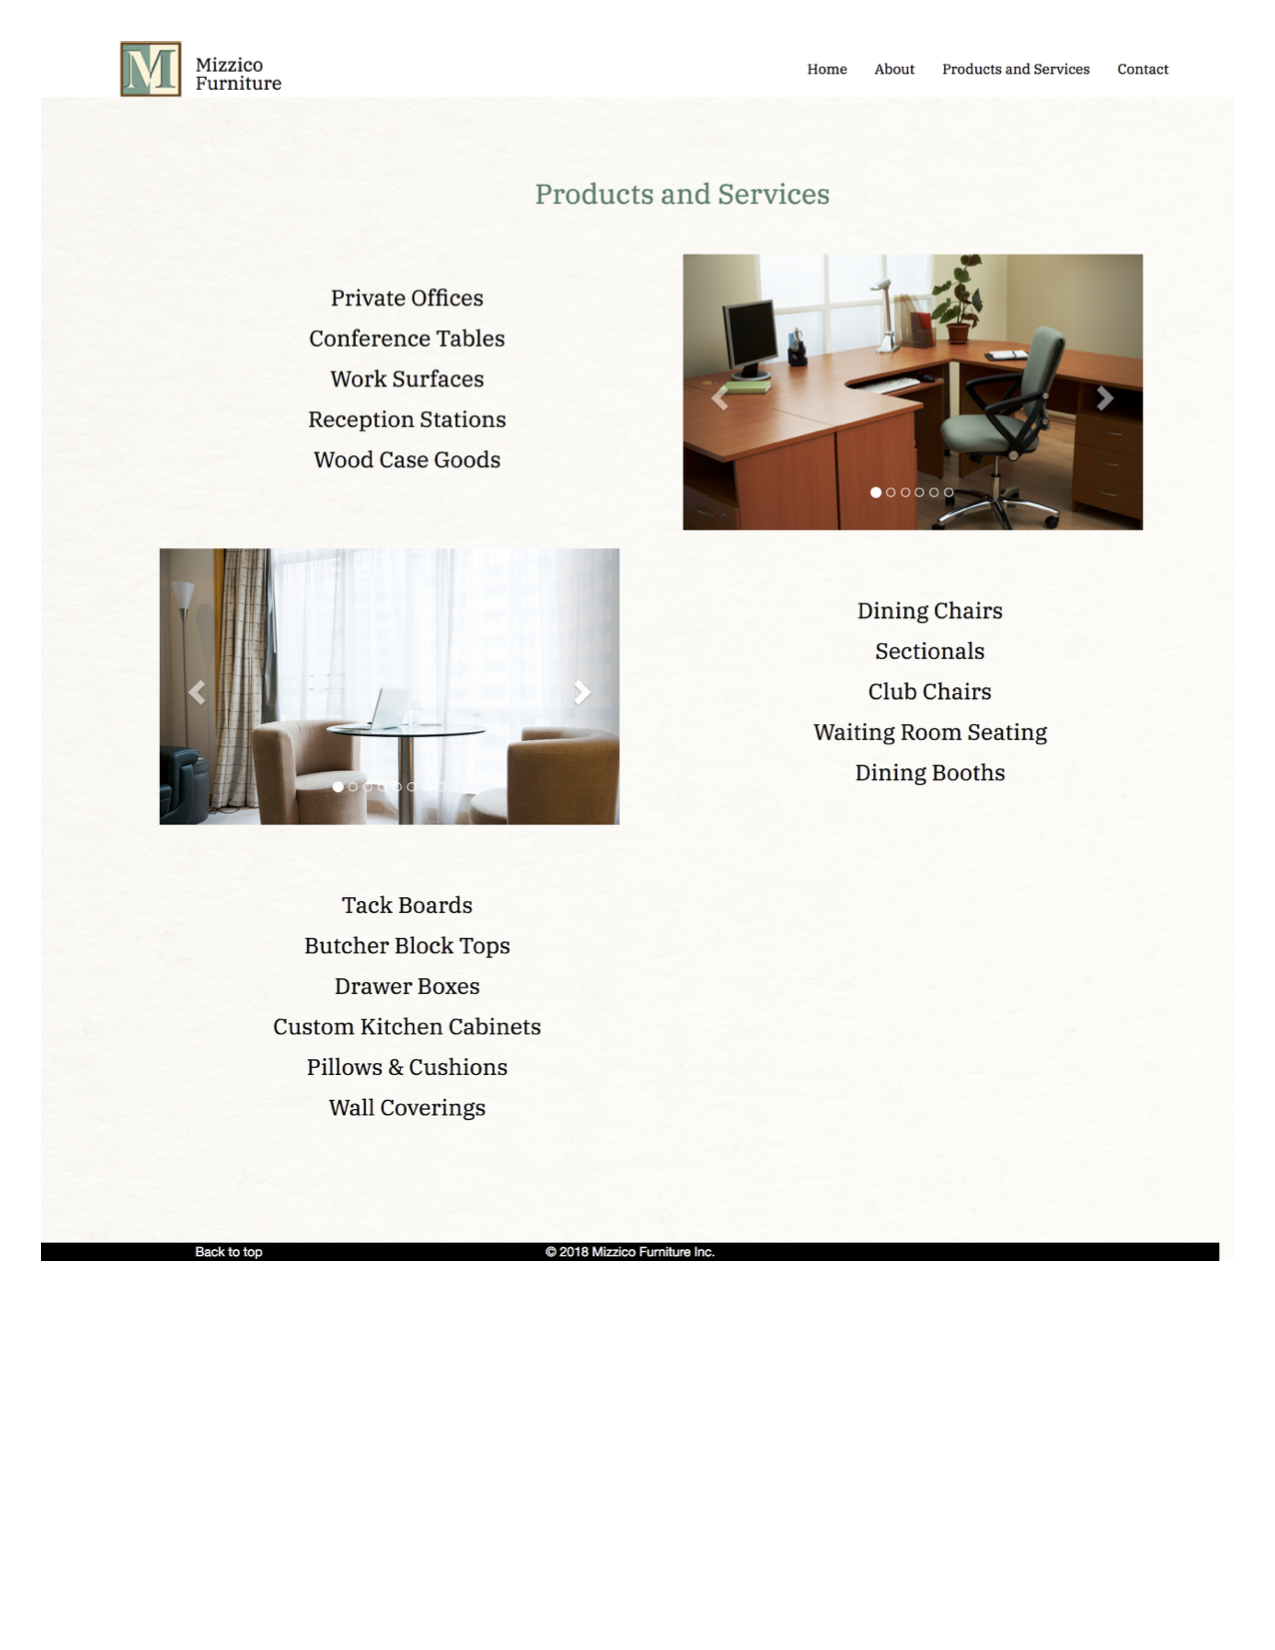 M
Mizzico
Furniture
Home About Products and Services Contact
Products and Services
Private Offices
Conference Tables
Work Surfaces
Reception Stations
Wood Case Goods
Dining Chairs
Sectionals
Club Chairs
Waiting Room Seating
Dining Booths
Tack Boards
Butcher Block Tops
Drawer Boxes
Custom Kitchen Cabinets
Pillows & Cushions
Wall Coverings
Back to top © 2018 Mizzico Furniture Inc.